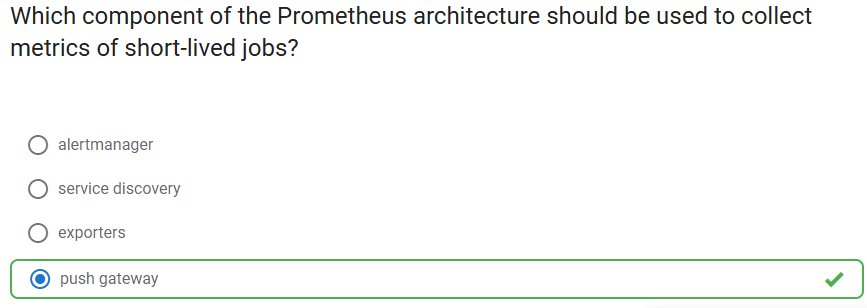 Which component of the Prometheus architecture should be used to collect
metrics of short-lived jobs?
alertmanager
service discovery
exporters
push gateway